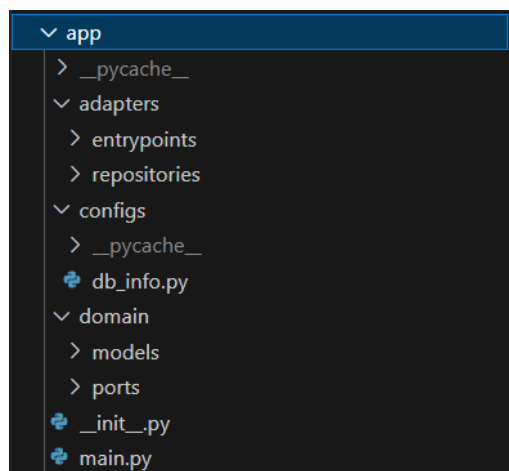 app
__pycache__
adapters
entrypoints
repositories
configs
__pycache__
db_info.py
domain
models
ports
__init__.py
main.py